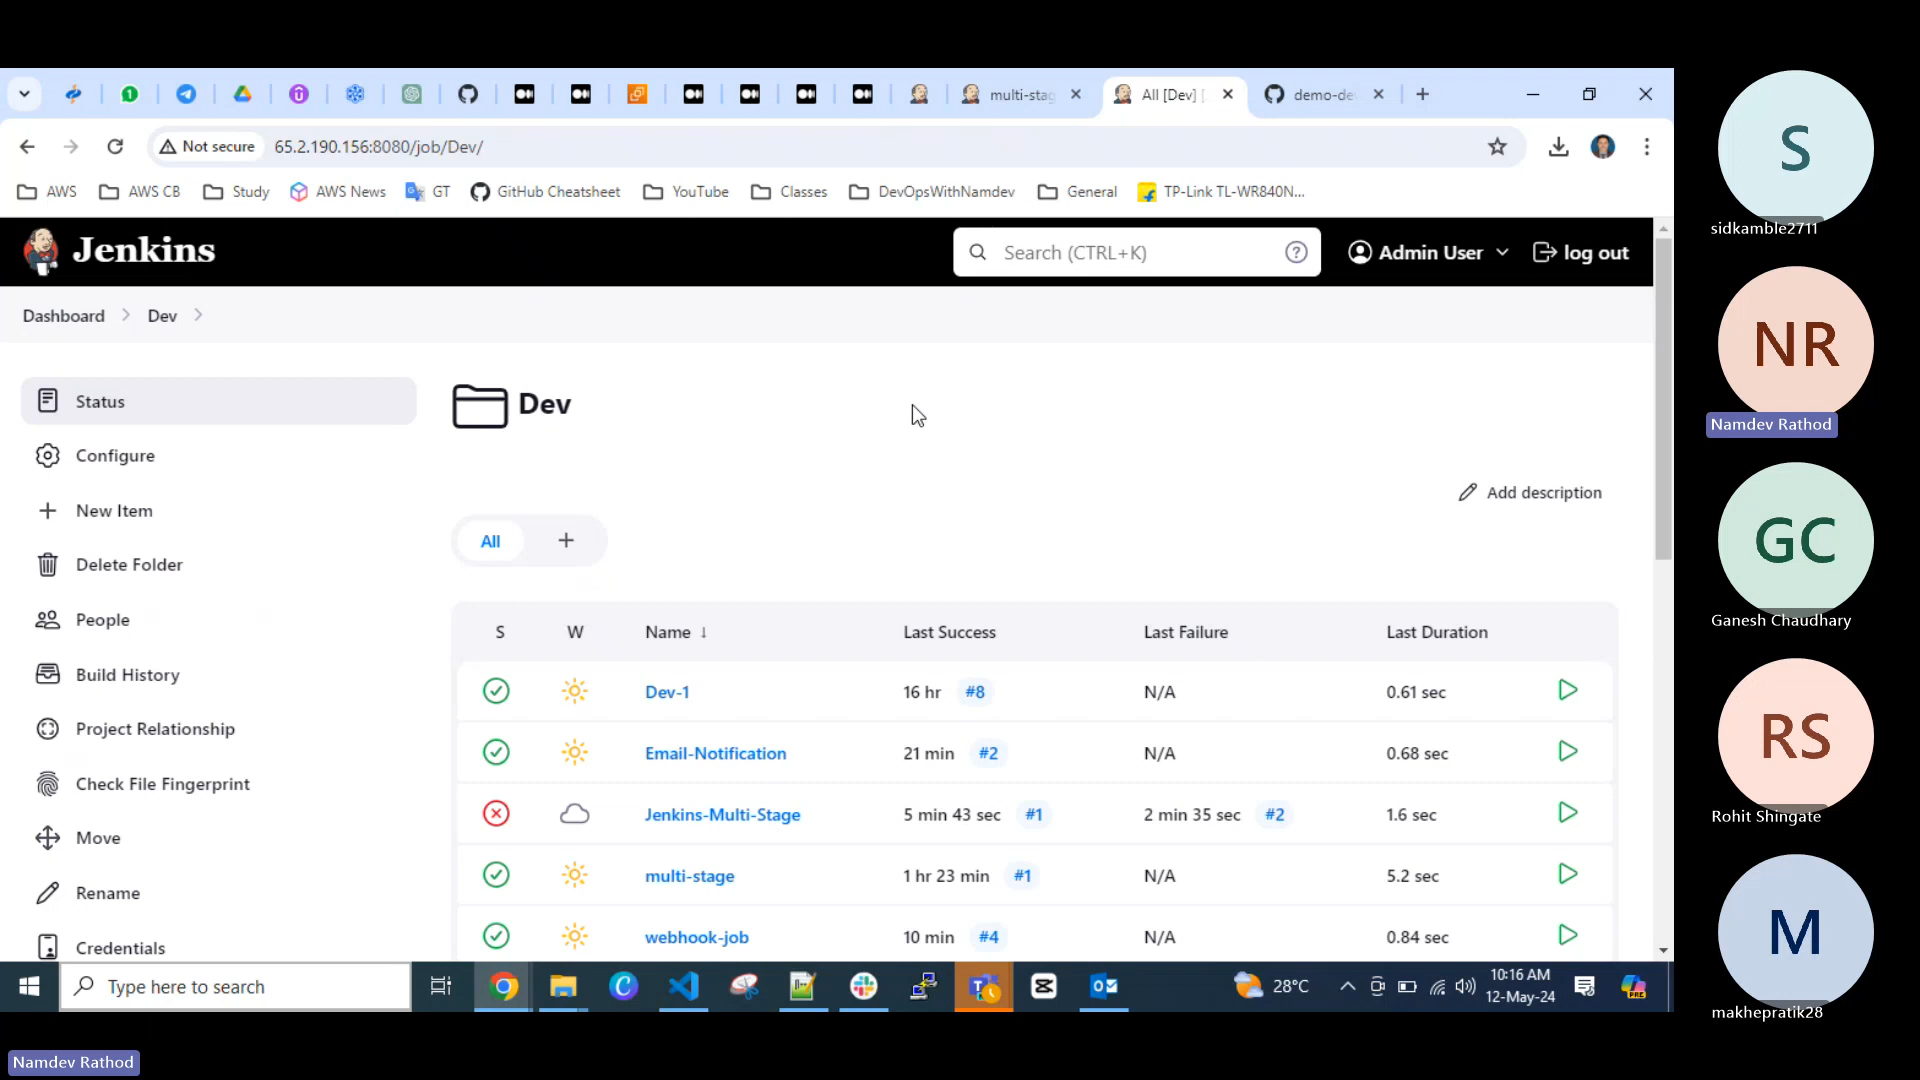 multi-stag
All [Dev] [
demo-de
Not secure
65.2.190.156:8080/job/Dev/
AWS
AWS CB
Study
AWS News
GT
GitHub Cheatsheet
YouTube
Classes
DevOpsWithNamdev
General
TP-Link TL-WR840N...
Jenkins
Search (CTRL+K)
Admin User
log out
Dashboard
Dev
Status
Configure
New Item
Delete Folder
People
Build History
Project Relationship
Check File Fingerprint
Move
Rename
Credentials
Dev
Add description
All +
S W Name ↓ Last Success Last Failure Last Duration
Dev-1 16 hr #8 N/A 0.61 sec
Email-Notification 21 min #2 N/A 0.68 sec
Jenkins-Multi-Stage 5 min 43 sec #1 2 min 35 sec #2 1.6 sec
multi-stage 1 hr 23 min #1 N/A 5.2 sec
webhook-job 10 min #4 N/A 0.84 sec
Type here to search
28°C
10:16 AM
12-May-24
S
sidkamble2711
NR
Namdev Rathod
GC
Ganesh Chaudhary
RS
Rohit Shingate
M
makhepratik28
Namdev Rathod